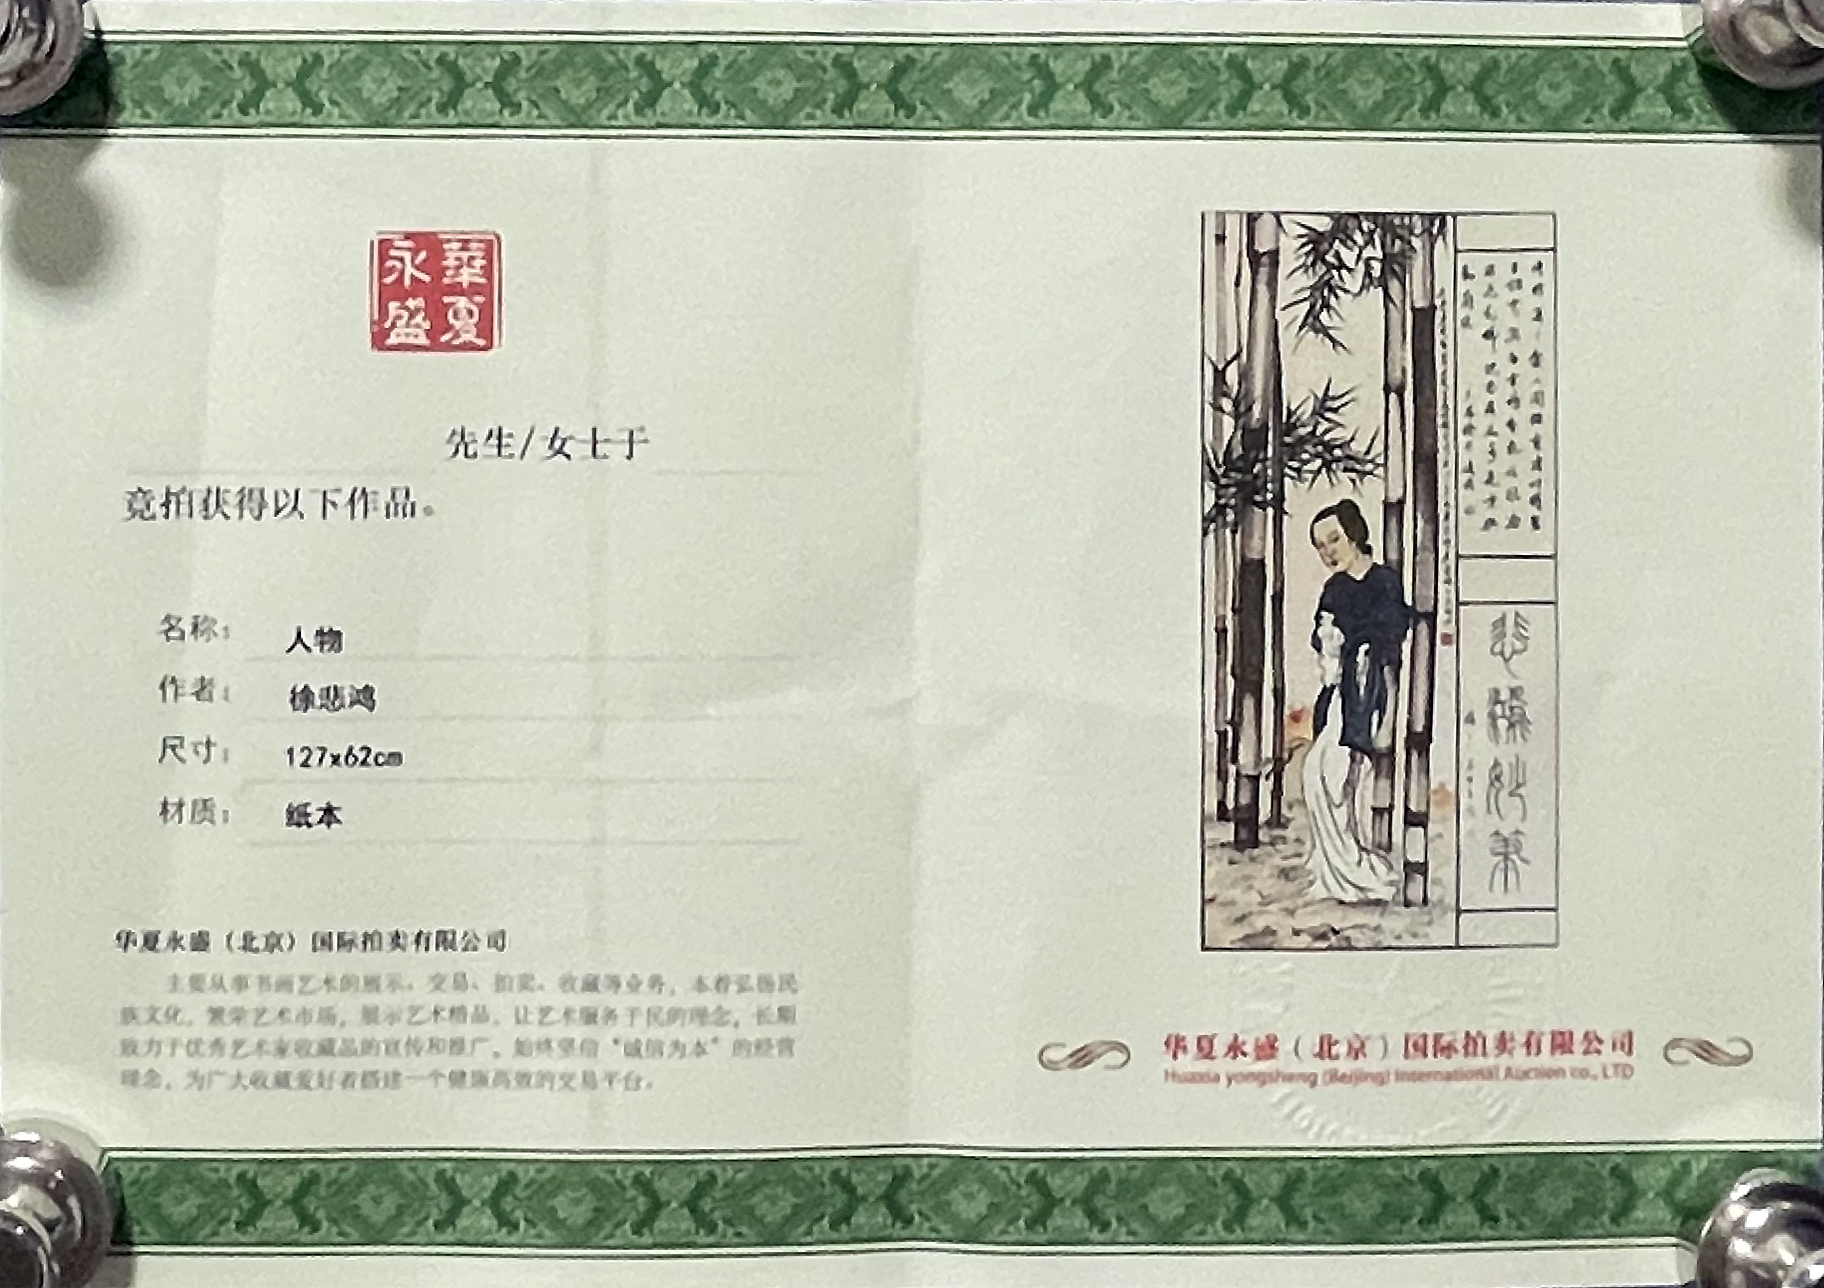 華夏
永盛
先生/女士于
竞拍获得以下作品。
名称： 人物
作者： 徐悲鸿
尺寸： 127x62cm
材质： 纸本
华夏永盛（北京）国际拍卖有限公司
主要从事书画艺术的展示、交易、拍卖、收藏等业务，本着弘扬民
族文化，繁荣艺术市场，展示艺术精品，让艺术服务于民的理念，长期
致力于优秀艺术家收藏品的宣传和推广，始终坚信“诚信为本”的经营
理念，为广大收藏爱好者搭建一个健康高效的交易平台。
悲鸿妙笔
华夏永盛（北京）国际拍卖有限公司
Huaxia yongsheng (Beijing) International Auction co., LTD